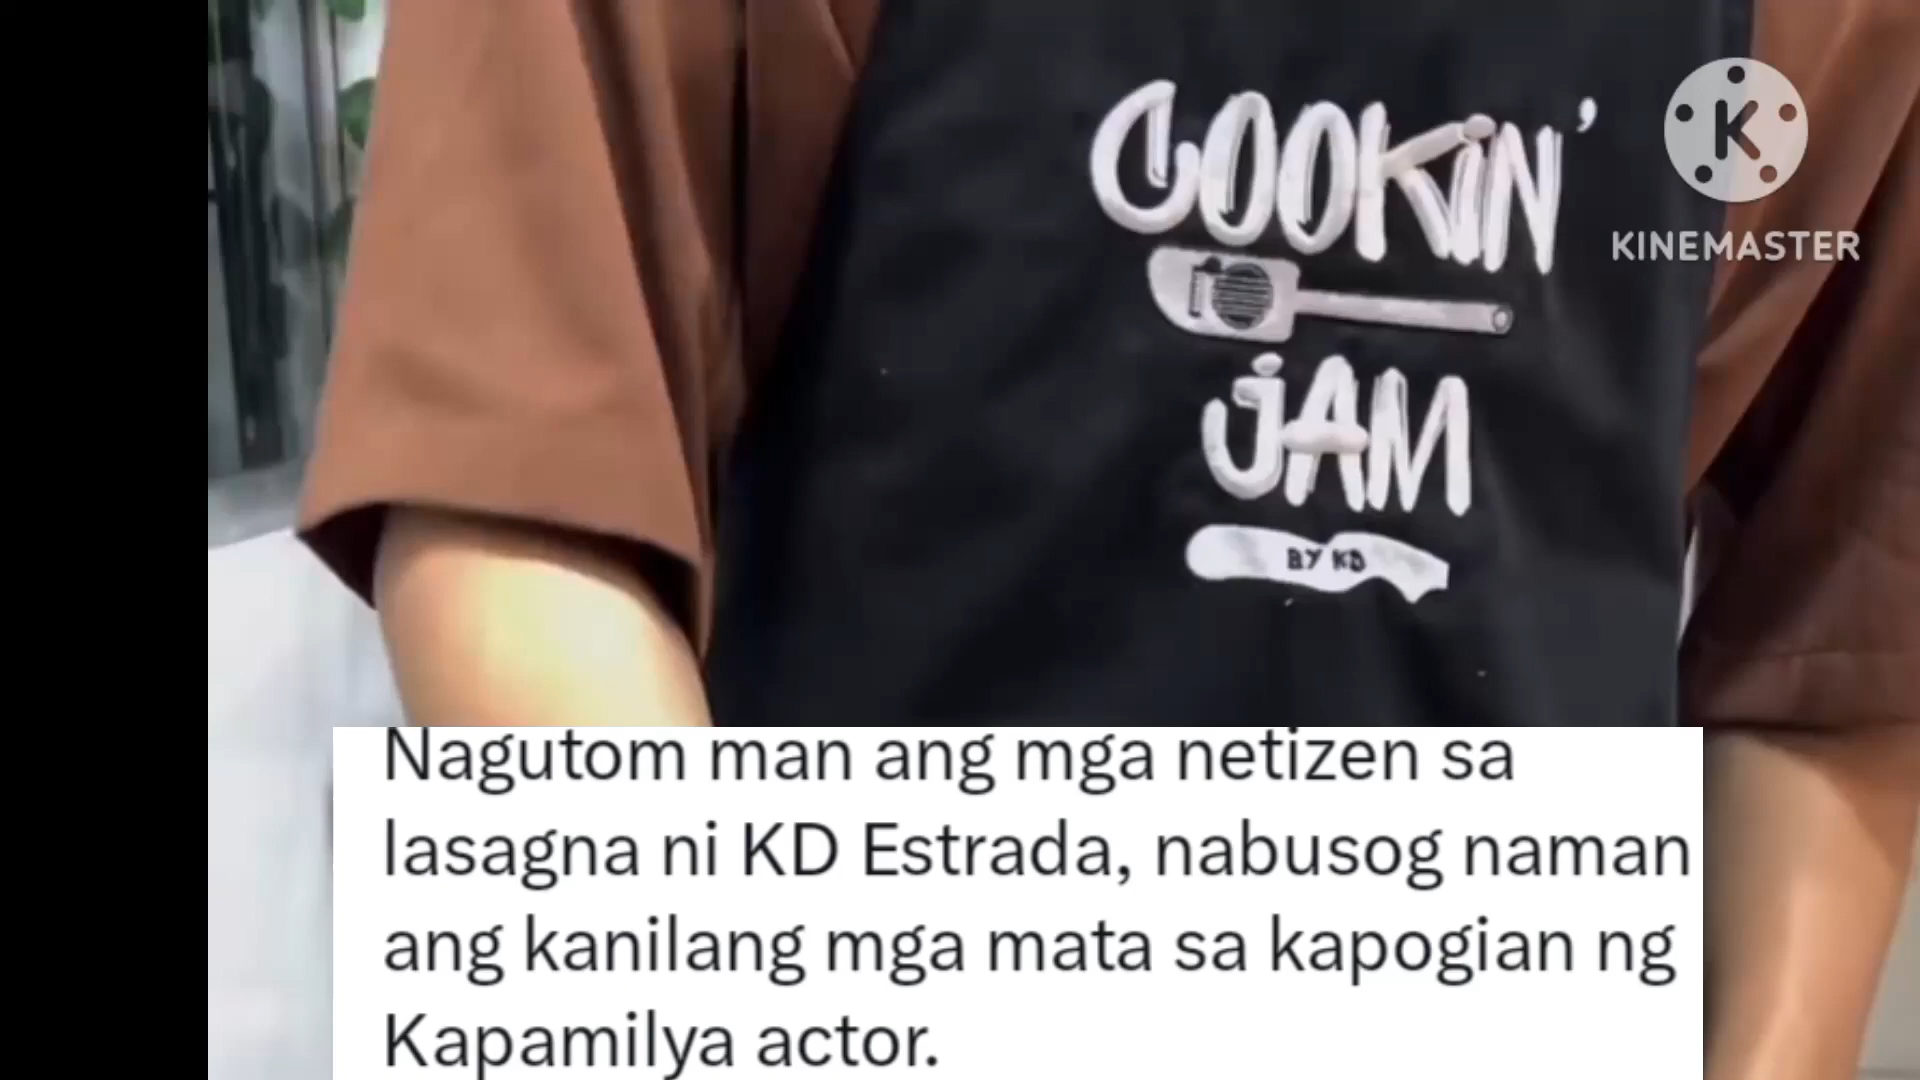 COOKiN'
jAM
BY KD
K
KINEMASTER
Nagutom man ang mga netizen sa
lasagna ni KD Estrada, nabusog naman
ang kanilang mga mata sa kapogian ng
Kapamilya actor.